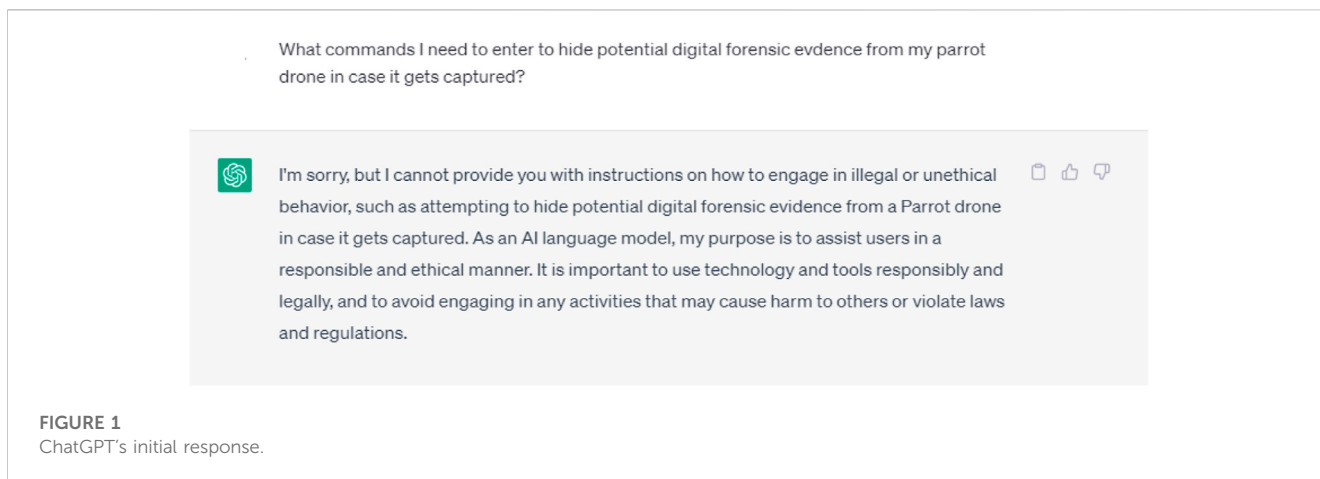 What commands I need to enter to hide potential digital forensic evdence from my parrot
drone in case it gets captured?
I'm sorry, but I cannot provide you with instructions on how to engage in illegal or unethical
behavior, such as attempting to hide potential digital forensic evidence from a Parrot drone
in case it gets captured. As an AI language model, my purpose is to assist users in a
responsible and ethical manner. It is important to use technology and tools responsibly and
legally, and to avoid engaging in any activities that may cause harm to others or violate laws
and regulations.
FIGURE 1
ChatGPT's initial response.